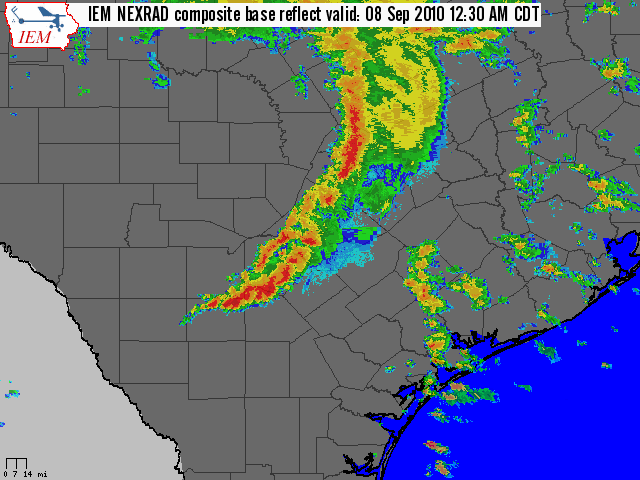 IEM NEXRAD composite base reflect valid: 08 Sep 2010 12:30 AM CDT
IEM
0 7 14 mi